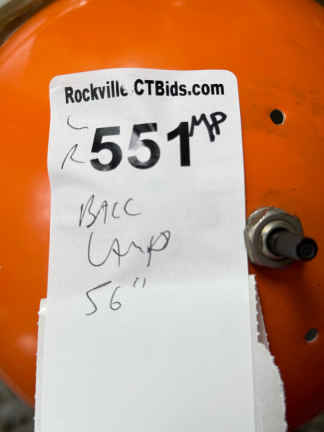 Rockville.CTBids.com
L
R 551 MP
BALL
LAMP
56"